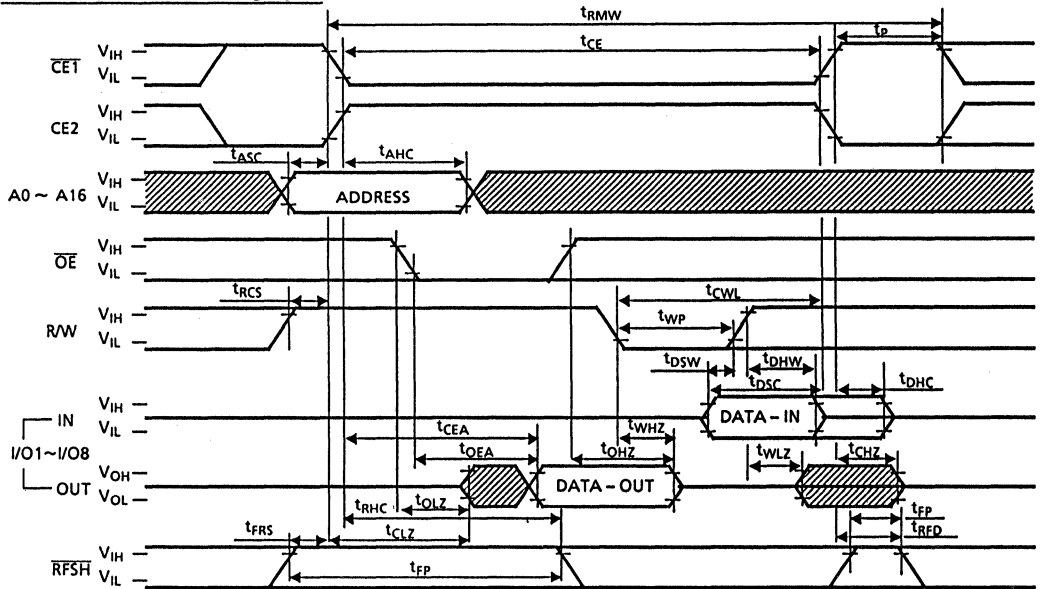 tRMW
tCE
tP
CE1 VIH
VIL
CE2 VIH
VIL
tASC
tAHC
A0 ~ A16 VIH
VIL
ADDRESS
OE VIH
VIL
tRCS
tCWL
R/W VIH
VIL
tWP
tDSW
tDHW
tDSC
tDHC
IN VIH
VIL
DATA – IN
I/O1~I/O8
tCEA
tWHZ
tOEA
tOHZ
tWLZ
tCHZ
OUT VOH
VOL
DATA – OUT
tOLZ
tRHC
tFP
tFRS
tCLZ
tRFD
RFSH VIH
VIL
tFP